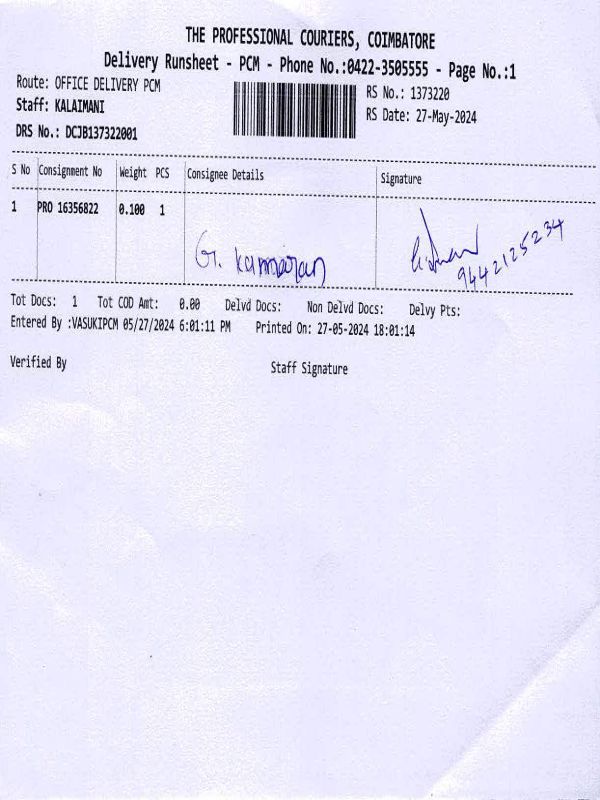 THE PROFESSIONAL COURIERS, COIMBATORE
Delivery Runsheet - PCM - Phone No.:0422-3505555 - Page No.:1
Route: OFFICE DELIVERY PCM
RS No.: 1373220
Staff: KALAIMANI
RS Date: 27-May-2024
DRS No.: DCJB137322001
S No Consignment No Weight PCS Consignee Details Signature
1 PRO 16356822 0.100 1
G.
9442125234
Tot Docs: 1 Tot COD Amt: 0.00 Delvd Docs: Non Delvd Docs: Delvy Pts:
Entered By :VASUKIPCM 05/27/2024 6:01:11 PM Printed On: 27-05-2024 18:01:14
Verified By Staff Signature